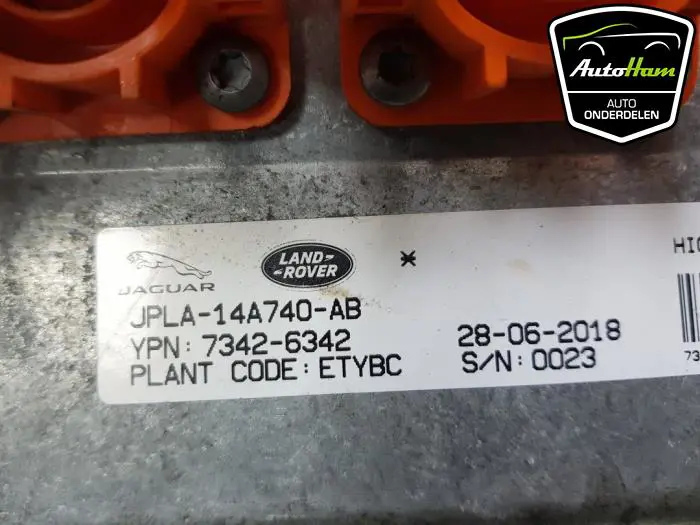 AutoHam
AUTO
ONDERDELEN
JAGUAR
LAND
ROVER
*
HI
JPLA-14A740-AB
YPN: 7342-6342
PLANT CODE: ETYBC
28-06-2018
S/N: 0023
73